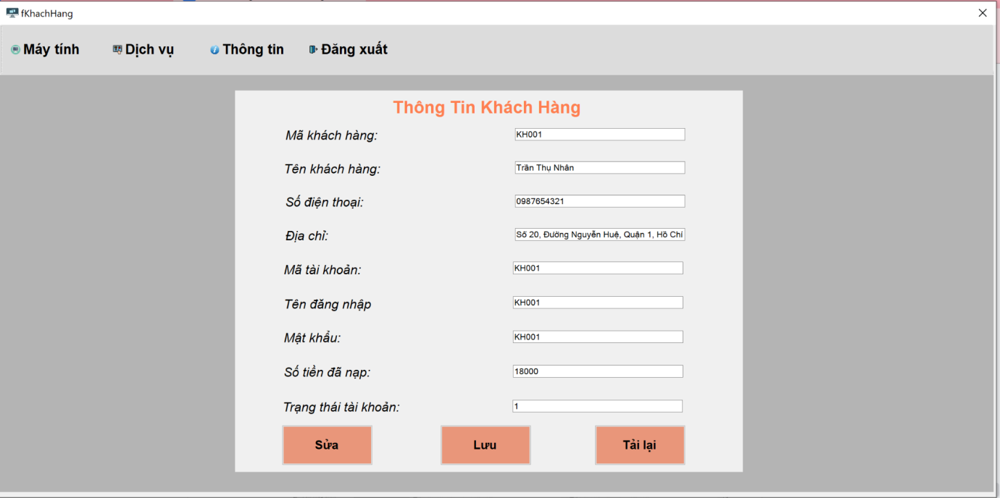 fKhachHang
Máy tính Dịch vụ Thông tin Đăng xuất
Thông Tin Khách Hàng
Mã khách hàng: KH001
Tên khách hàng: Trần Thụ Nhân
Số điện thoại: 0987654321
Địa chỉ: Số 20, Đường Nguyễn Huệ, Quận 1, Hồ Chí
Mã tài khoản: KH001
Tên đăng nhập KH001
Mật khẩu: KH001
Số tiền đã nạp: 18000
Trạng thái tài khoản: 1
Sửa Lưu Tải lại